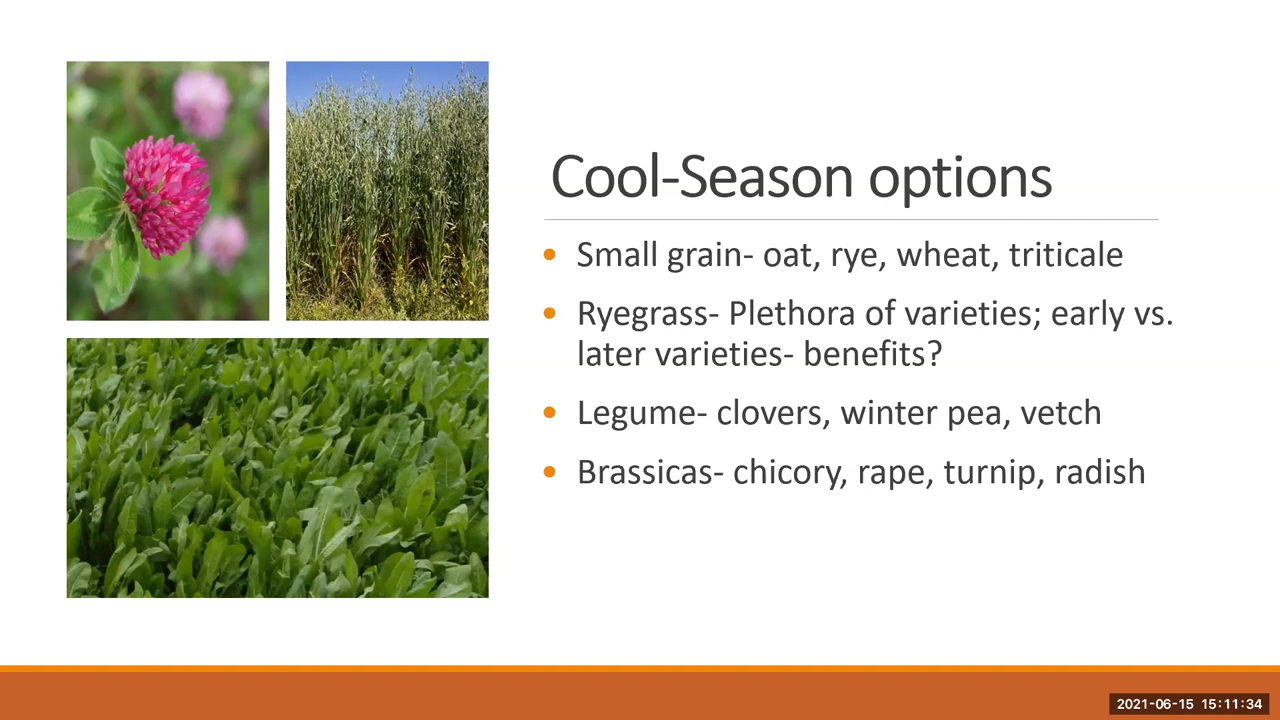 Cool-Season options
Small grain- oat, rye, wheat, triticale
Ryegrass- Plethora of varieties; early vs.
later varieties- benefits?
Legume- clovers, winter pea, vetch
Brassicas- chicory, rape, turnip, radish
2021-06-15 15:11:34